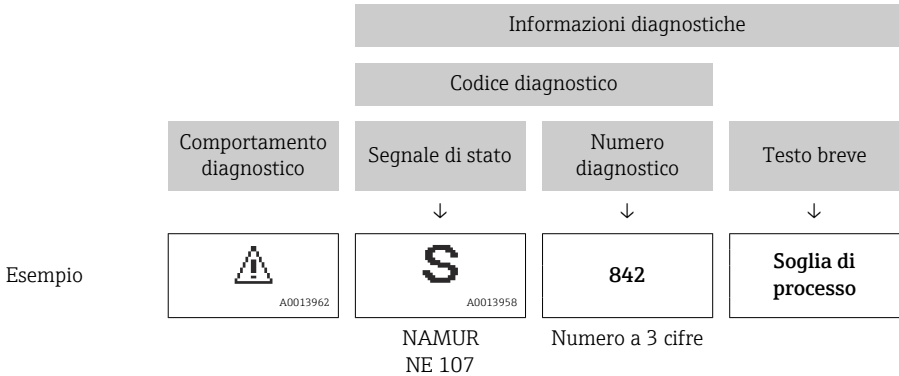 Informazioni diagnostiche
Codice diagnostico
Comportamento
diagnostico
Segnale di stato
Numero
diagnostico
Testo breve
↓
↓
↓
Esempio
A0013962
S
A0013958
842
Soglia di
processo
NAMUR
NE 107
Numero a 3 cifre